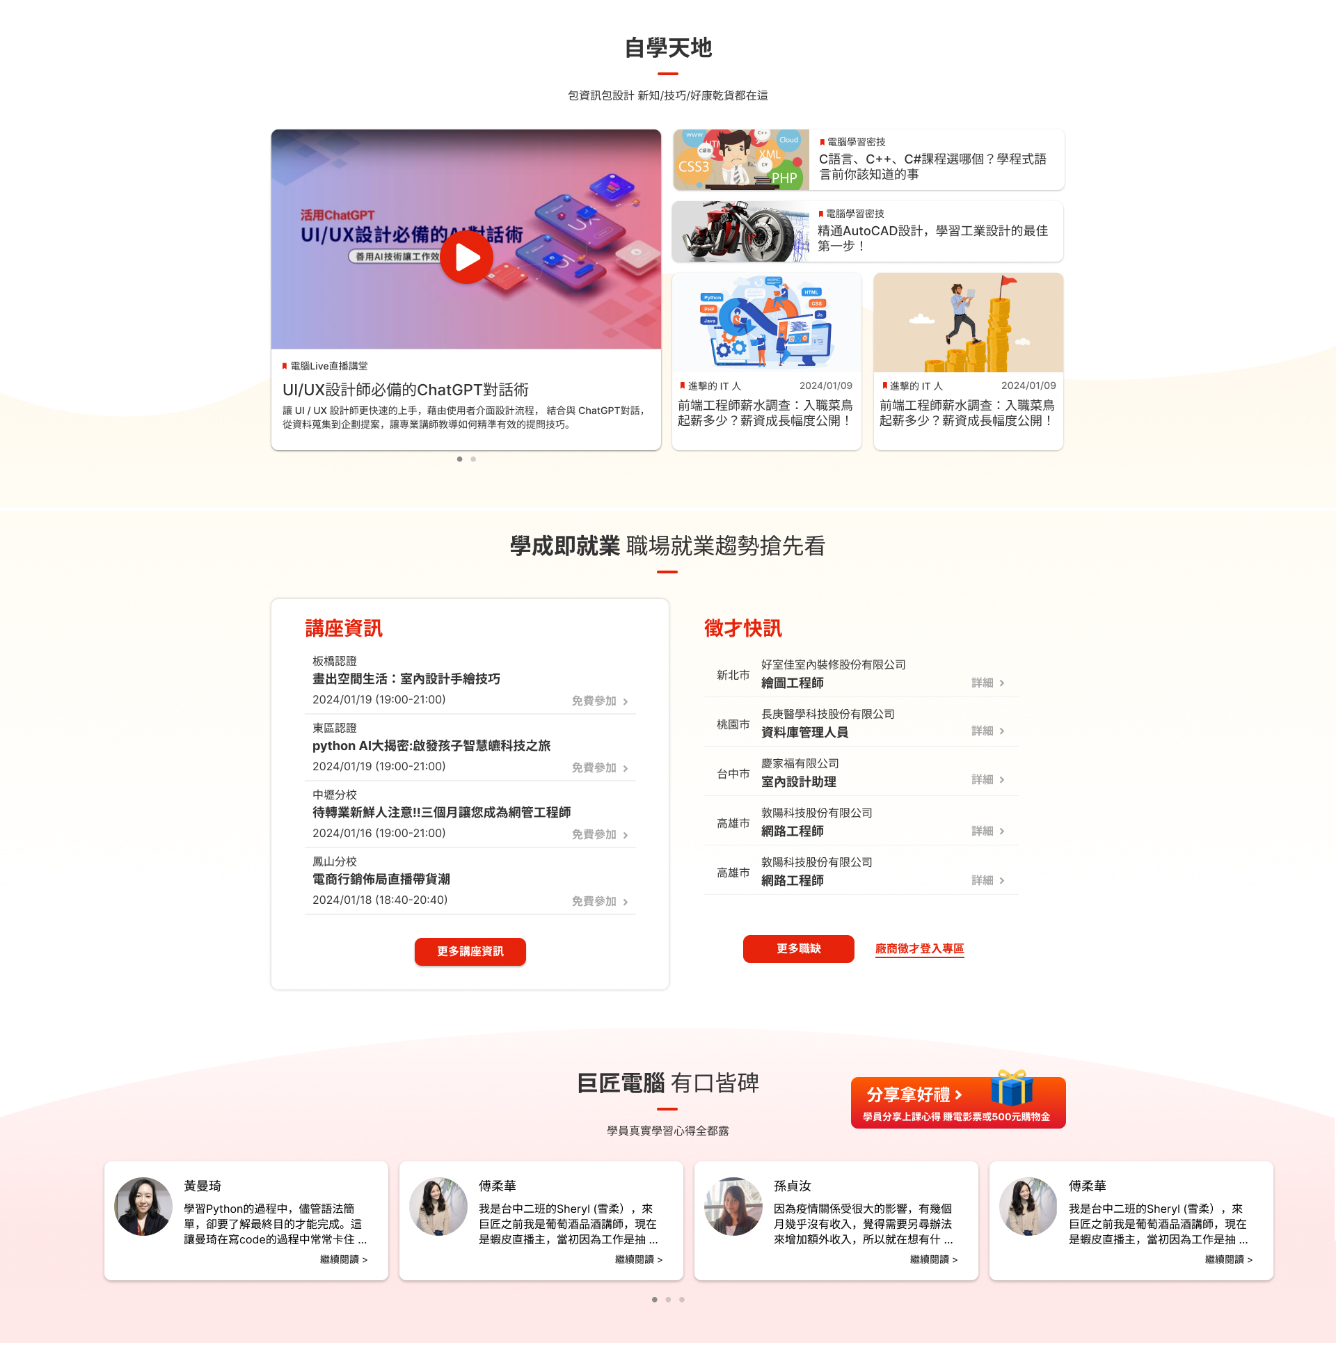 自學天地
包資訊包設計 新知/技巧/好康乾貨都在這
活用ChatGPT
UI/UX設計必備的AI對話術
善用AI技術讓工作效
電腦Live直播講堂
UI/UX設計師必備的ChatGPT對話術
讓 UI / UX 設計師更快速的上手，藉由使用者介面設計流程， 結合與 ChatGPT對話，
從資料蒐集到企劃提案，讓專業講師教導如何精準有效的提問技巧。
C++
Cloud
XML
C#
CSS3
PHP
電腦學習密技
C語言、C++、C#課程選哪個？學程式語
言前你該知道的事
電腦學習密技
精通AutoCAD設計，學習工業設計的最佳
第一步！
Python
PHP
Java
HTML
CSS
Js
進擊的 IT 人 2024/01/09
前端工程師薪水調查：入職菜鳥
起薪多少？薪資成長幅度公開！
進擊的 IT 人 2024/01/09
前端工程師薪水調查：入職菜鳥
起薪多少？薪資成長幅度公開！
學成即就業 職場就業趨勢搶先看
講座資訊
板橋認證
畫出空間生活：室內設計手繪技巧
2024/01/19 (19:00-21:00) 免費參加 >
東區認證
python AI大揭密:啟發孩子智慧
科技之旅
2024/01/19 (19:00-21:00) 免費參加 >
中壢分校
待轉業新鮮人注意!!三個月讓您成為網管工程師
2024/01/16 (19:00-21:00) 免費參加 >
鳳山分校
電商行銷佈局直播帶貨潮
2024/01/18 (18:40-20:40) 免費參加 >
更多講座資訊
徵才快訊
新北市
好室佳室內裝修股份有限公司
繪圖工程師 詳細 >
桃園市
長庚醫學科技股份有限公司
資料庫管理人員 詳細 >
台中市
慶家福有限公司
室內設計助理 詳細 >
高雄市
敦陽科技股份有限公司
網路工程師 詳細 >
高雄市
敦陽科技股份有限公司
網路工程師 詳細 >
更多職缺 廠商徵才登入專區
巨匠電腦 有口皆碑
學員真實學習心得全都露
分享拿好禮 >
學員分享上課心得 賺電影票或500元購物金
黃曼琦
學習Python的過程中，儘管語法簡
單，卻要了解最終目的才能完成。這
讓曼琦在寫code的過程中常常卡住 ...
繼續閱讀 >
傅柔華
我是台中二班的Sheryl (雪柔），來
巨匠之前我是葡萄酒品酒講師，現在
是蝦皮直播主，當初因為工作是抽 ...
繼續閱讀 >
孫貞汝
因為疫情關係受很大的影響，有幾個
月幾乎沒有收入，覺得需要另尋辦法
來增加額外收入，所以就在想有什 ...
繼續閱讀 >
傅柔華
我是台中二班的Sheryl (雪柔），來
巨匠之前我是葡萄酒品酒講師，現在
是蝦皮直播主，當初因為工作是抽 ...
繼續閱讀 >